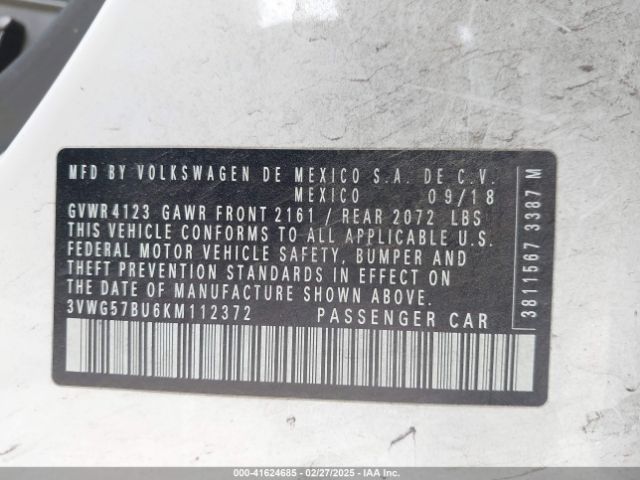 MFD BY VOLKSWAGEN DE MEXICO S.A. DE C.V.
MEXICO 09/18
GVWR 4123 GAWR FRONT 2161 / REAR 2072 LBS
THIS VEHICLE CONFORMS TO ALL APPLICABLE U.S.
FEDERAL MOTOR VEHICLE SAFETY, BUMPER AND
THEFT PREVENTION STANDARDS IN EFFECT ON
THE DATE OF MANUFACTURE SHOWN ABOVE.
3VWG57BU6KM112372 PASSENGER CAR
3811567 3387 M
000-41624685 - 02/27/2025 - IAA, Inc.